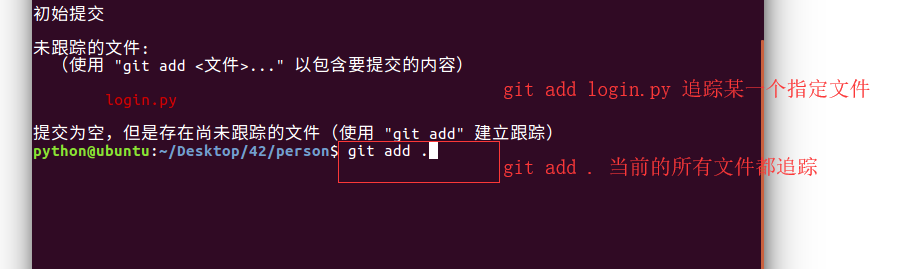 初始提交
未跟踪的文件:
（使用 "git add <文件>..." 以包含要提交的内容）
git add login.py 追踪某一个指定文件
login.py
提交为空，但是存在尚未跟踪的文件（使用 "git add" 建立跟踪）
python@ubuntu:~/Desktop/42/person$ git add .
git add . 当前的所有文件都追踪